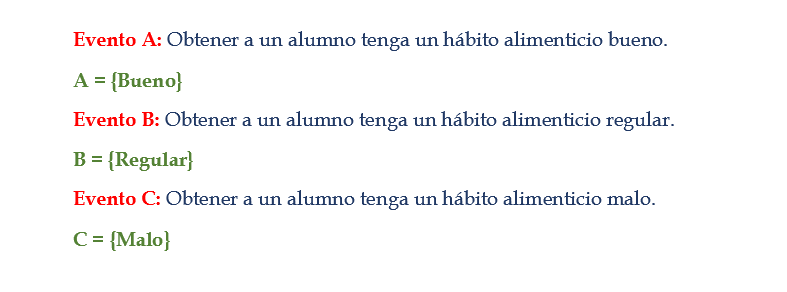 Evento A: Obtener a un alumno tenga un hábito alimenticio bueno.
A = {Bueno}
Evento B: Obtener a un alumno tenga un hábito alimenticio regular.
B = {Regular}
Evento C: Obtener a un alumno tenga un hábito alimenticio malo.
C = {Malo}